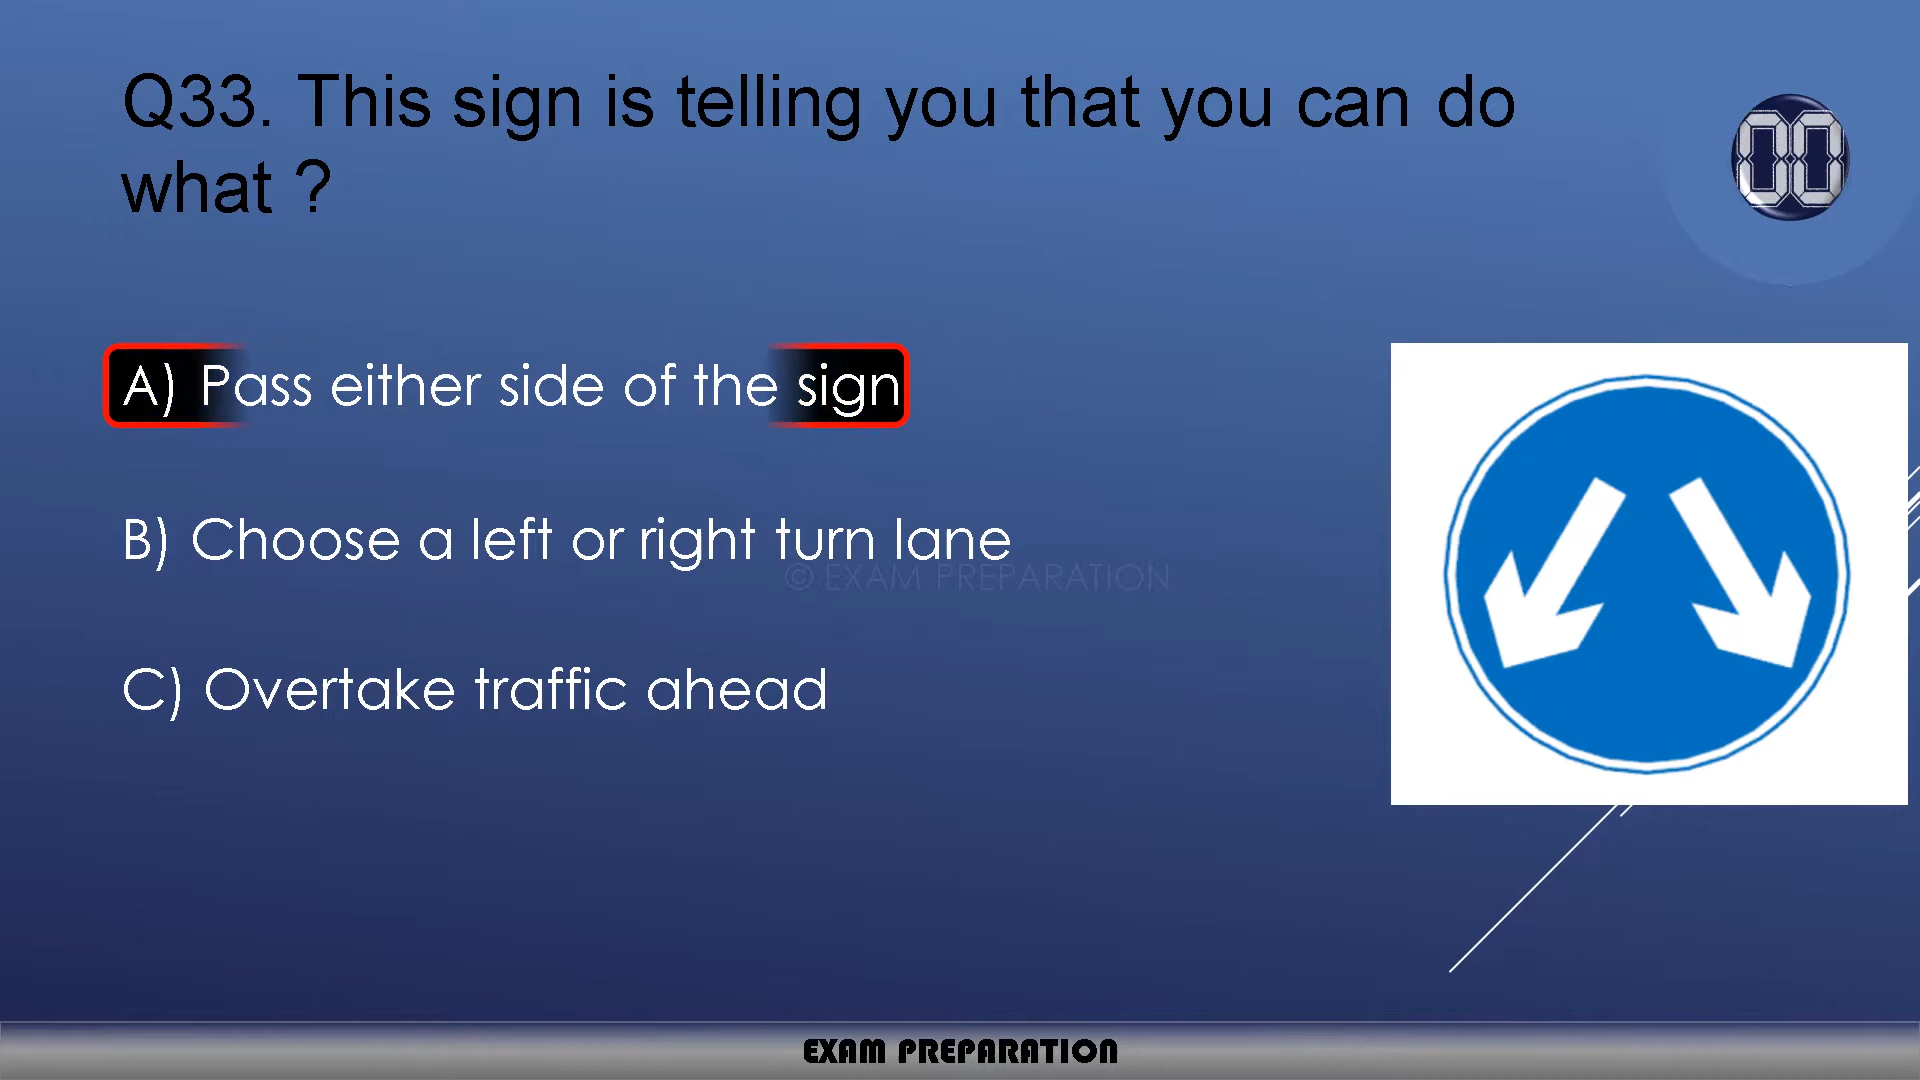 Q33. This sign is telling you that you can do
what ?
00
A) Pass either side of the sign
B) Choose a left or right turn lane
© EXAM PREPARATION
C) Overtake traffic ahead
EXAM PREPARATION